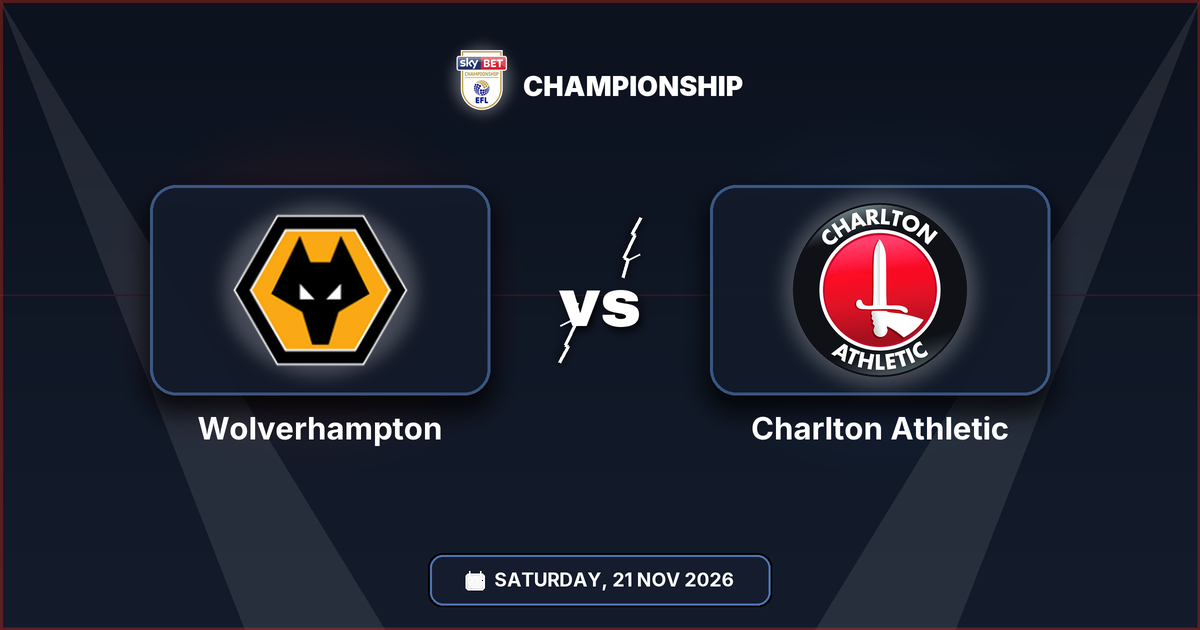 sky BET
CHAMPIONSHIP
EFL
CHAMPIONSHIP
VS
CHARLTON
ATHLETIC
Wolverhampton
Charlton Athletic
SATURDAY, 21 NOV 2026